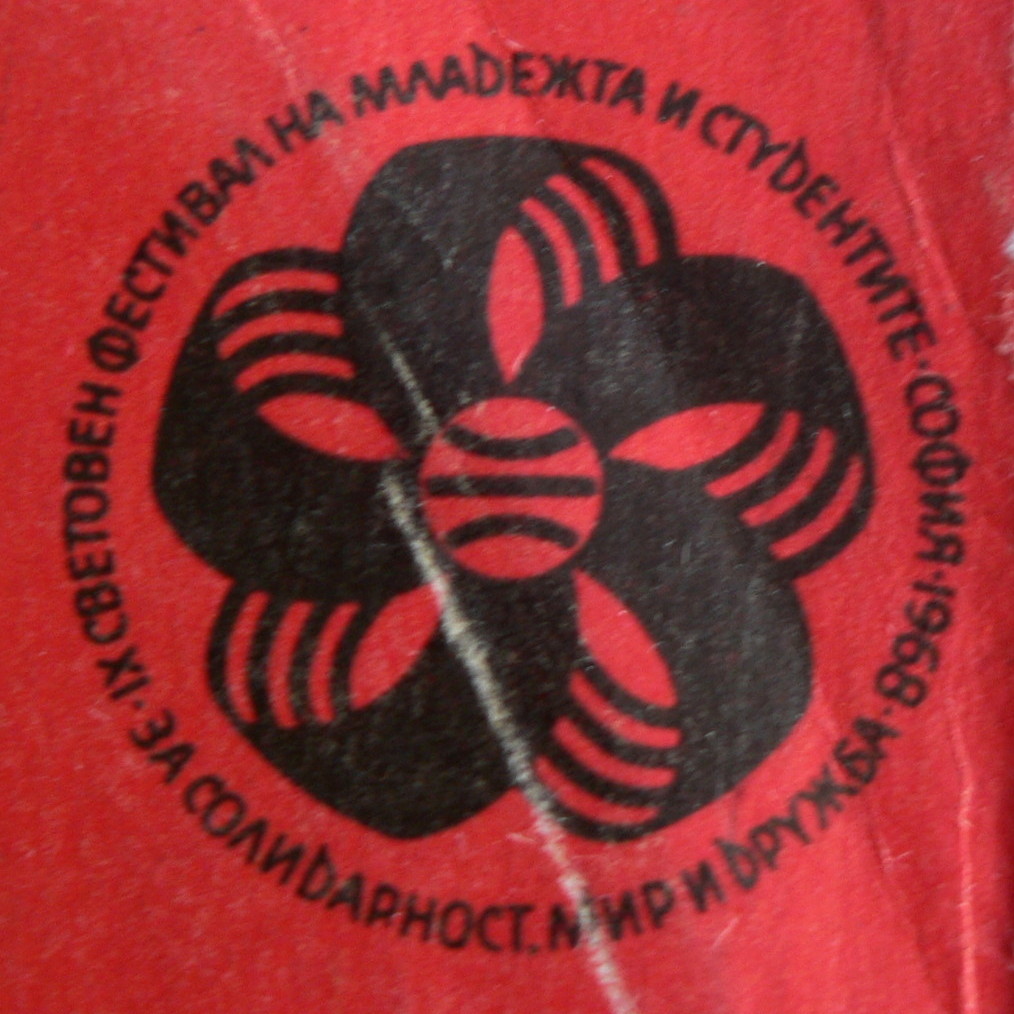 IX СВЕТОВЕН ФЕСТИВАЛ НА МЛАДЕЖТА И СТУДЕНТИТЕ · СОФИЯ · 1968 ·
ЗА СОЛИДАРНОСТ. МИР И ДРУЖБА ·